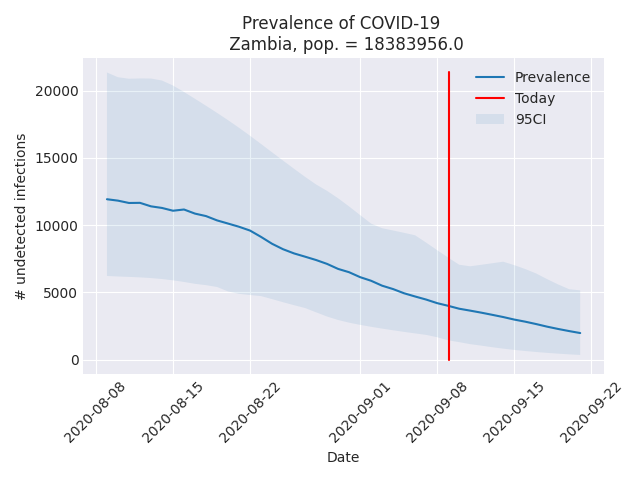 Prevalence of COVID-19
Zambia, pop. = 18383956.0
Prevalence
Today
95CI
# undetected infections
20000
15000
10000
5000
0
2020-08-08
2020-08-15
2020-08-22
2020-09-01
2020-09-08
2020-09-15
2020-09-22
Date